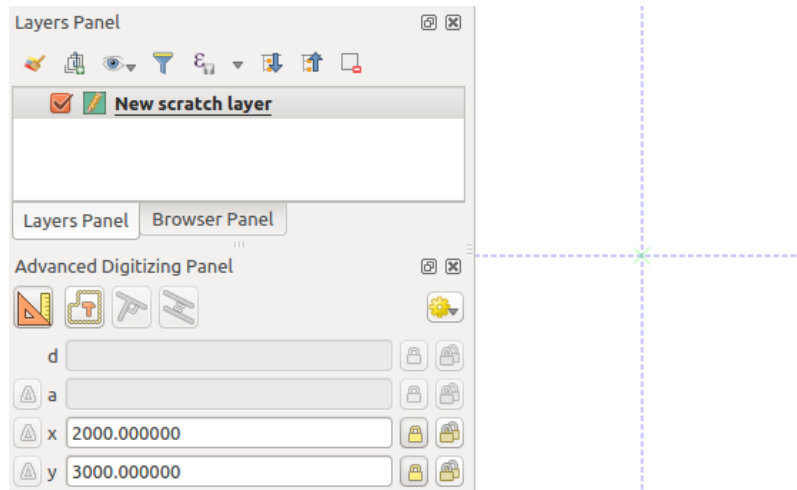 Layers Panel
New scratch layer
Layers Panel Browser Panel
Advanced Digitizing Panel
d
a
x 2000.000000
y 3000.000000